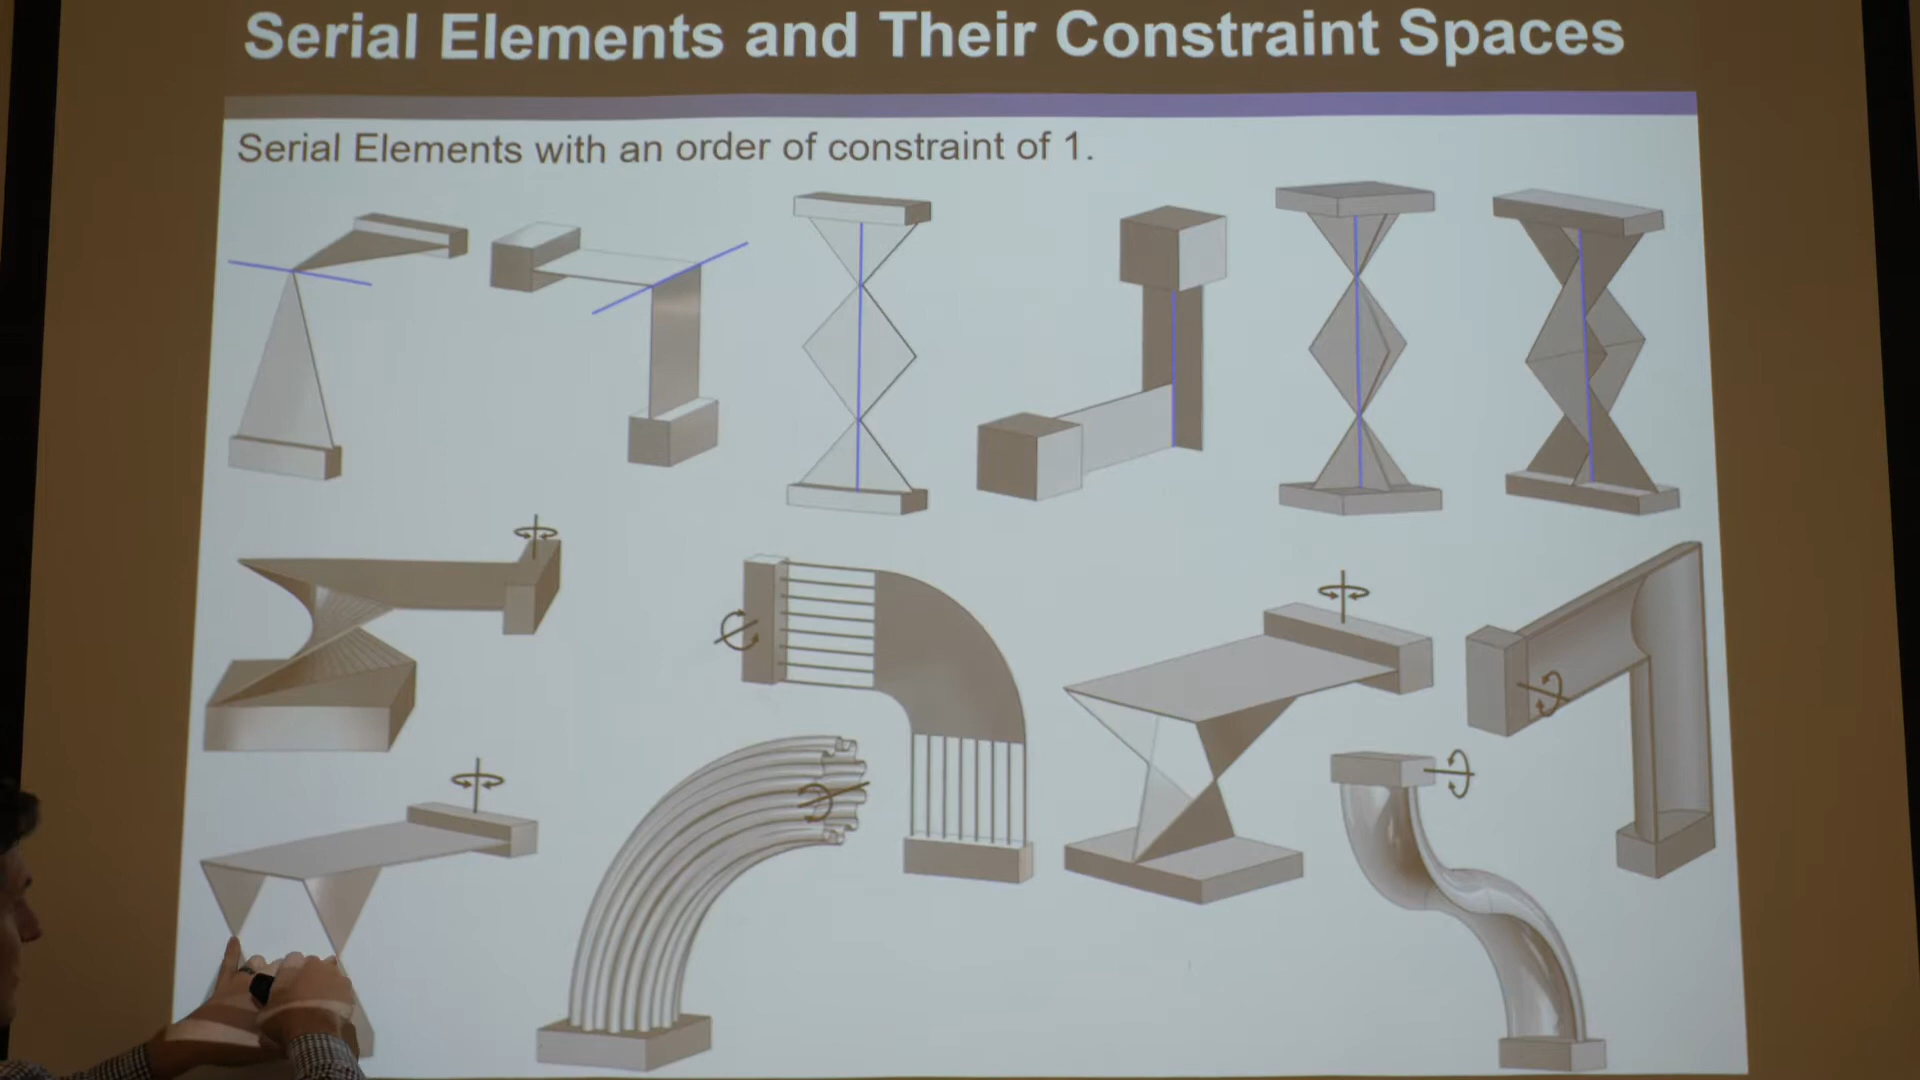 Serial Elements and Their Constraint Spaces
Serial Elements with an order of constraint of 1.